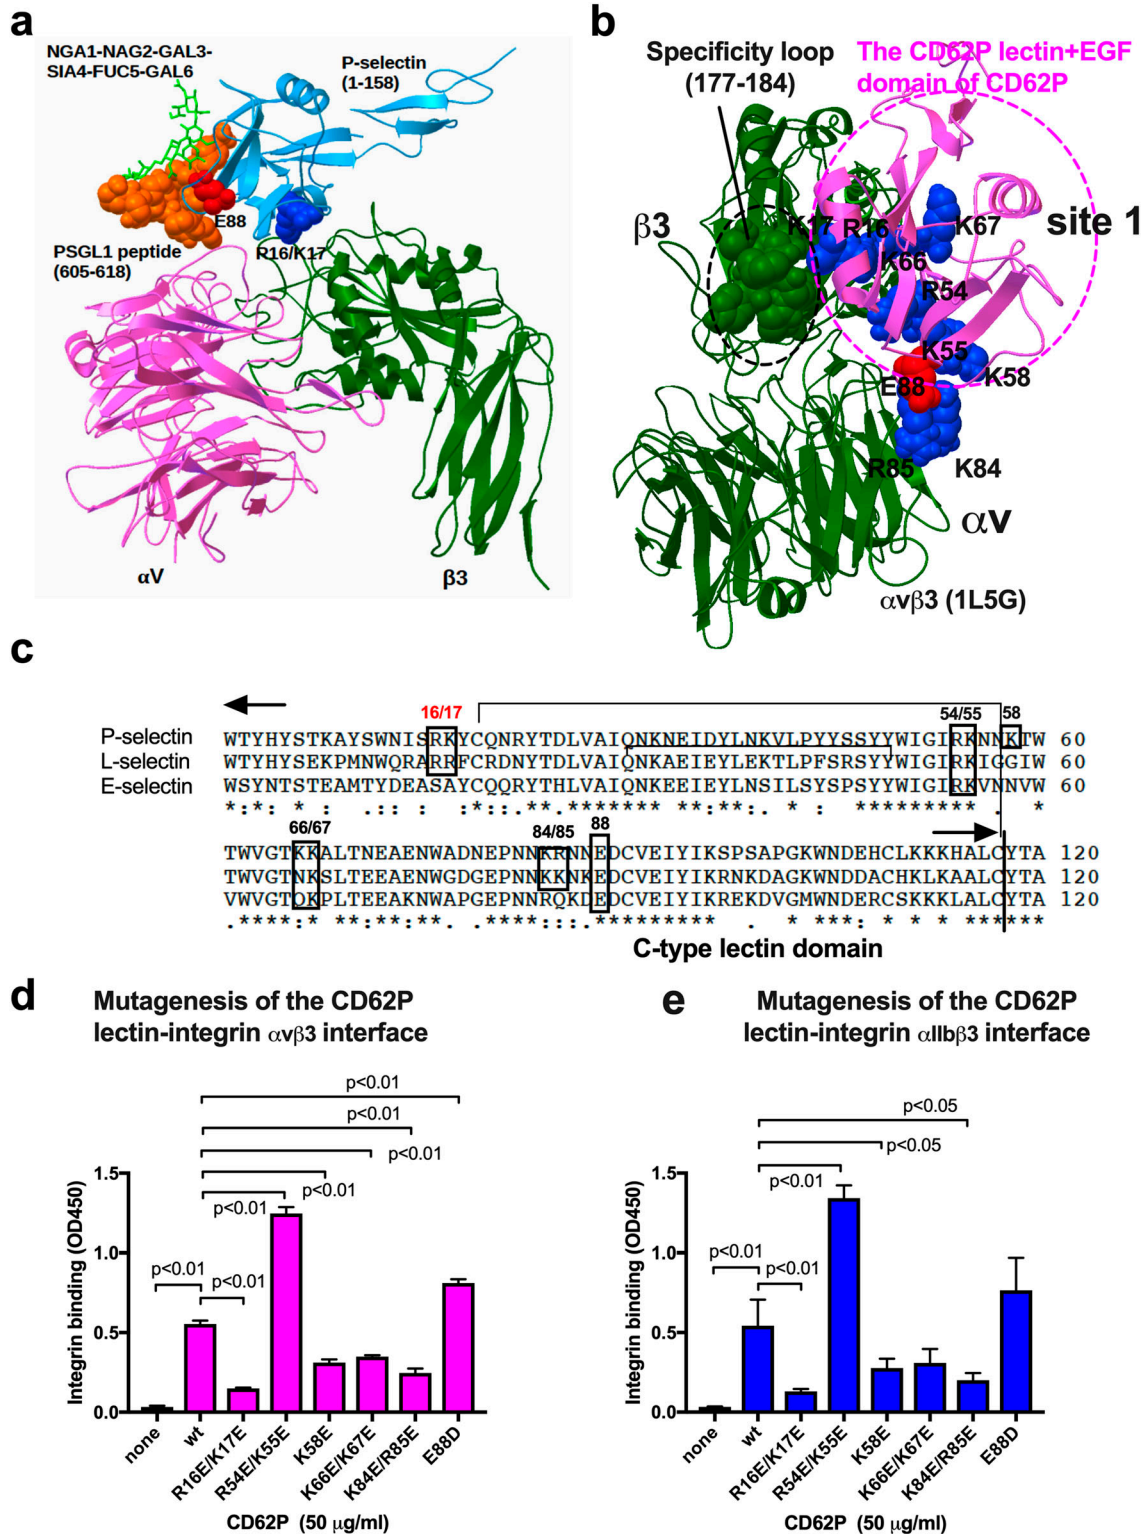 a
NGA1-NAG2-GAL3-
SIA4-FUC5-GAL6
P-selectin
(1-158)
E88
R16/K17
PSGL1 peptide
(605-618)
αV
β3
b
Specificity loop
(177-184)
The CD62P lectin+EGF
domain of CD62P
β3
K17
R16
K67
site 1
K66
R54
K55
E88
K58
R85
K84
αV
αvβ3 (1L5G)
c
16/17
54/55
58
P-selectin WTYHYSTKAYSWNISRKYCQNRYTDLVAIQNKNEIDYLNKVLPYYSSYYWIGIRKNNKTW 60
L-selectin WTYHYSEKPMNWQRARRFCRDNYTDLVAIQNKAEIEYLEKTLPFSRSYYWIGIRKIGGIW 60
E-selectin WSYNTSTEAMTYDEASAYCQQRYTHLVAIQNKEEIEYLNSILSYSPSYYWIGIRKVNNVW 60
66/67
84/85
88
TWVGTKKALTNEAENWADNEPNNKRNNEDCVEIYIKSPSAPGKWNDEHCLKKKHALCYTA 120
TWVGTNKSLTEEAENWGDGEPNNKKNKEDCVEIYIKRNKDAGKWNDDACHKLKAALCYTA 120
VWVGTQKPLTEEAKNWAPGEPNNRQKDEDCVEIYIKREKDVGMWNDERCSKKKLALCYTA 120
C-type lectin domain
d
Mutagenesis of the CD62P
lectin-integrin αvβ3 interface
p<0.01
p<0.01
p<0.01
p<0.01
p<0.01
p<0.01
p<0.01
Integrin binding (OD450)
1.5
1.0
0.5
0.0
none
wt
R16E/K17E
R54E/K55E
K58E
K66E/K67E
K84E/R85E
E88D
CD62P (50 µg/ml)
e
Mutagenesis of the CD62P
lectin-integrin αIIbβ3 interface
p<0.05
p<0.05
p<0.01
p<0.01
p<0.01
Integrin binding (OD450)
1.5
1.0
0.5
0.0
none
wt
R16E/K17E
R54E/K55E
K58E
K66E/K67E
K84E/R85E
E88D
CD62P (50 µg/ml)